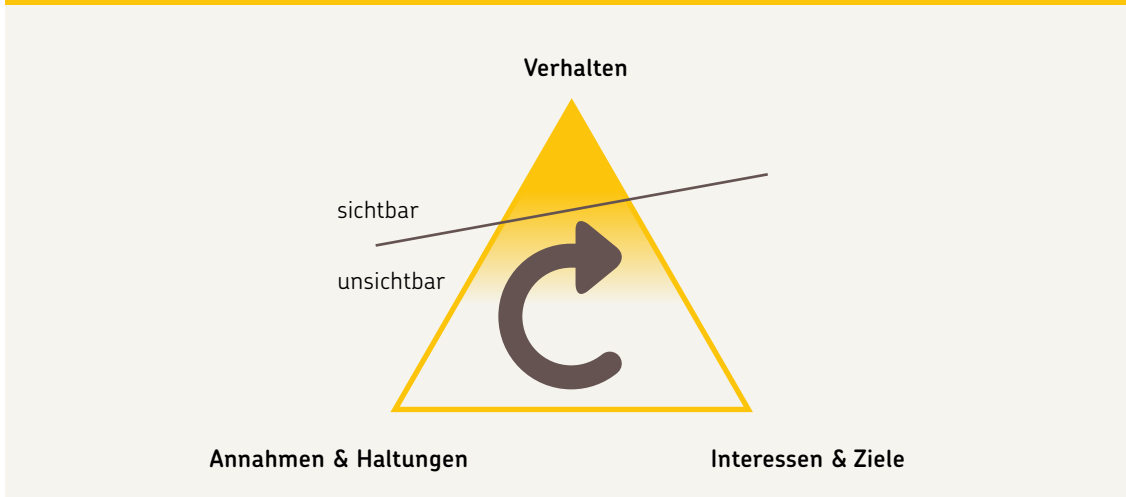 Verhalten
sichtbar
unsichtbar
Annahmen & Haltungen
Interessen & Ziele